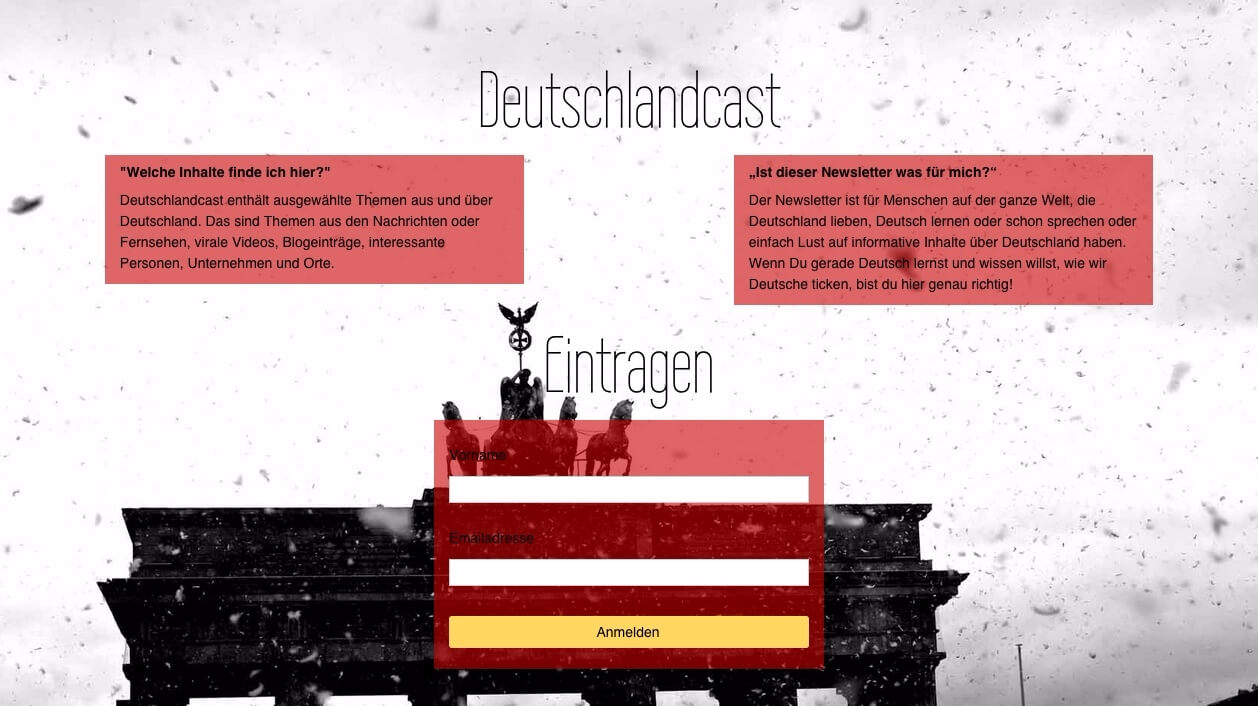 Deutschlandcast
"Welche Inhalte finde ich hier?"
Deutschlandcast enthält ausgewählte Themen aus und über
Deutschland. Das sind Themen aus den Nachrichten oder
Fernsehen, virale Videos, Blogeinträge, interessante
Personen, Unternehmen und Orte.
„Ist dieser Newsletter was für mich?“
Der Newsletter ist für Menschen auf der ganze Welt, die
Deutschland lieben, Deutsch lernen oder schon sprechen oder
einfach Lust auf informative Inhalte über Deutschland haben.
Wenn Du gerade Deutsch lernst und wissen willst, wie wir
Deutsche ticken, bist du hier genau richtig!
Eintragen
Vorname
Emailadresse
Anmelden